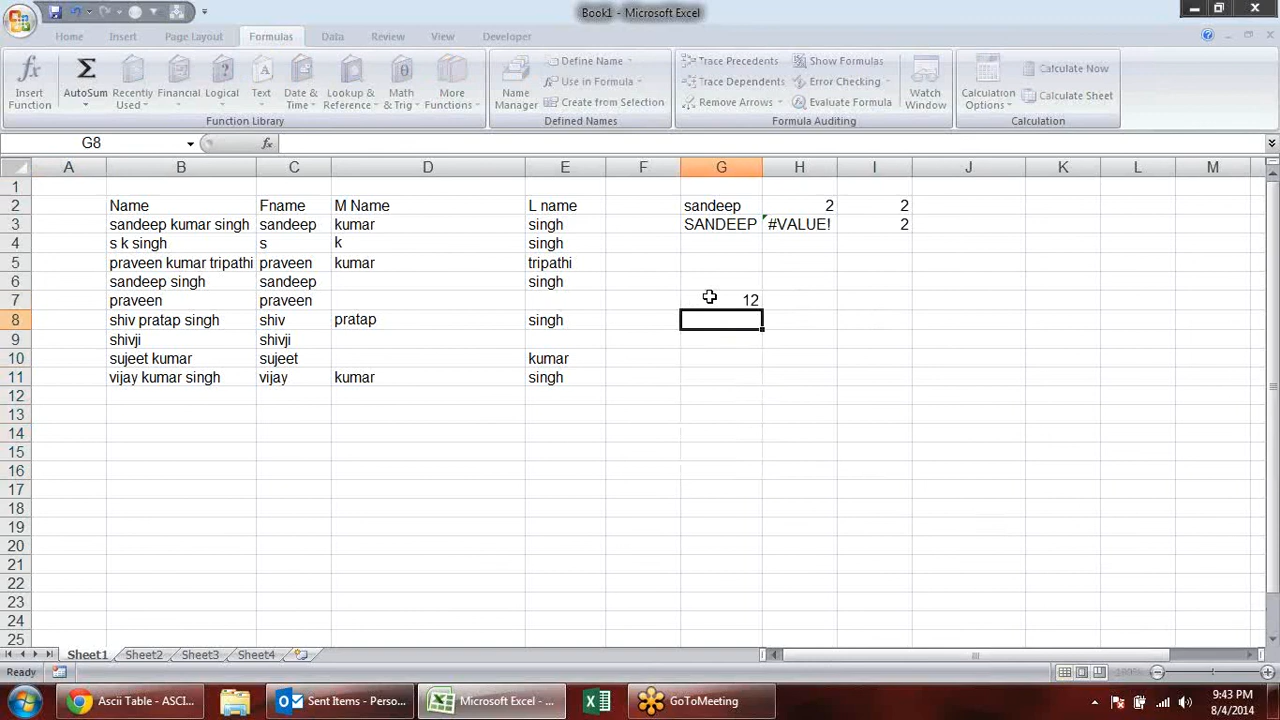 Book1 - Microsoft Excel
Home Insert Page Layout Formulas Data Review View Developer
Insert Function
AutoSum
Recently Used
Financial
Logical
Text
Date & Time
Lookup & Reference
Math & Trig
More Functions
Function Library
Name Manager
Define Name
Use in Formula
Create from Selection
Defined Names
Trace Precedents
Trace Dependents
Remove Arrows
Show Formulas
Error Checking
Evaluate Formula
Formula Auditing
Watch Window
Calculation Options
Calculate Now
Calculate Sheet
Calculation
G8 fx
A B C D E F G H I J K L M
1
2 Name Fname M Name L name sandeep 2 2
3 sandeep kumar singh sandeep kumar singh SANDEEP #VALUE! 2
4 s k singh s k singh
5 praveen kumar tripathi praveen kumar tripathi
6 sandeep singh sandeep singh
7 praveen praveen 12
8 shiv pratap singh shiv pratap singh
9 shivji shivji
10 sujeet kumar sujeet kumar
11 vijay kumar singh vijay kumar singh
12
13
14
15
16
17
18
19
20
21
22
23
24
25
Sheet1 Sheet2 Sheet3 Sheet4
Ready
Ascii Table - ASCI... Sent Items - Perso... Microsoft Excel - ... GoToMeeting
9:43 PM
8/4/2014